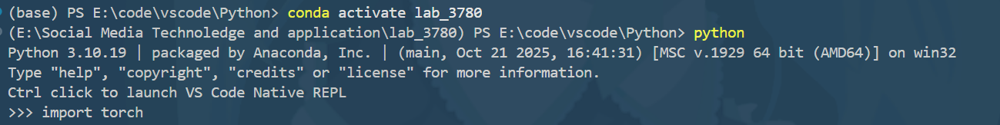 (base) PS E:\code\vscode\Python> conda activate lab_3780
(E:\Social Media Technoledge and application\lab_3780) PS E:\code\vscode\Python> python
Python 3.10.19 | packaged by Anaconda, Inc. | (main, Oct 21 2025, 16:41:31) [MSC v.1929 64 bit (AMD64)] on win32
Type "help", "copyright", "credits" or "license" for more information.
Ctrl click to launch VS Code Native REPL
>>> import torch